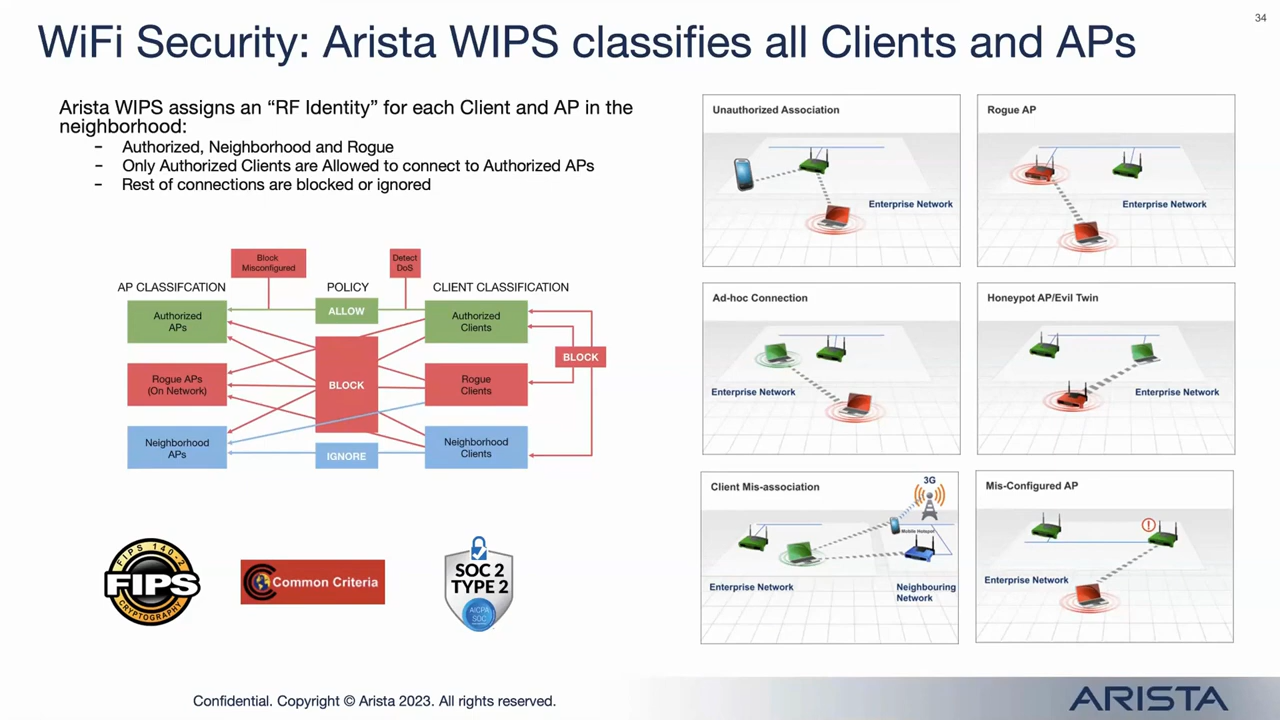 34
WiFi Security: Arista WIPS classifies all Clients and APs
Arista WIPS assigns an “RF Identity” for each Client and AP in the
neighborhood:
– Authorized, Neighborhood and Rogue
– Only Authorized Clients are Allowed to connect to Authorized APs
– Rest of connections are blocked or ignored
Block
Misconfigured
Detect
DoS
AP CLASSIFCATION
POLICY
CLIENT CLASSIFICATION
Authorized
APs
ALLOW
Authorized
Clients
BLOCK
Rogue APs
(On Network)
BLOCK
Rogue
Clients
Neighborhood
APs
IGNORE
Neighborhood
Clients
FIPS 140-2
FIPS
CRYPTOGRAPHY
Common Criteria
SOC 2
TYPE 2
AICPA
SOC
Unauthorized Association
Enterprise Network
Rogue AP
Enterprise Network
Ad-hoc Connection
Enterprise Network
Honeypot AP/Evil Twin
Enterprise Network
Client Mis-association
3G
Mobile Hotspot
Enterprise Network
Neighbouring
Network
Mis-Configured AP
Enterprise Network
Confidential. Copyright © Arista 2023. All rights reserved.
ARISTA